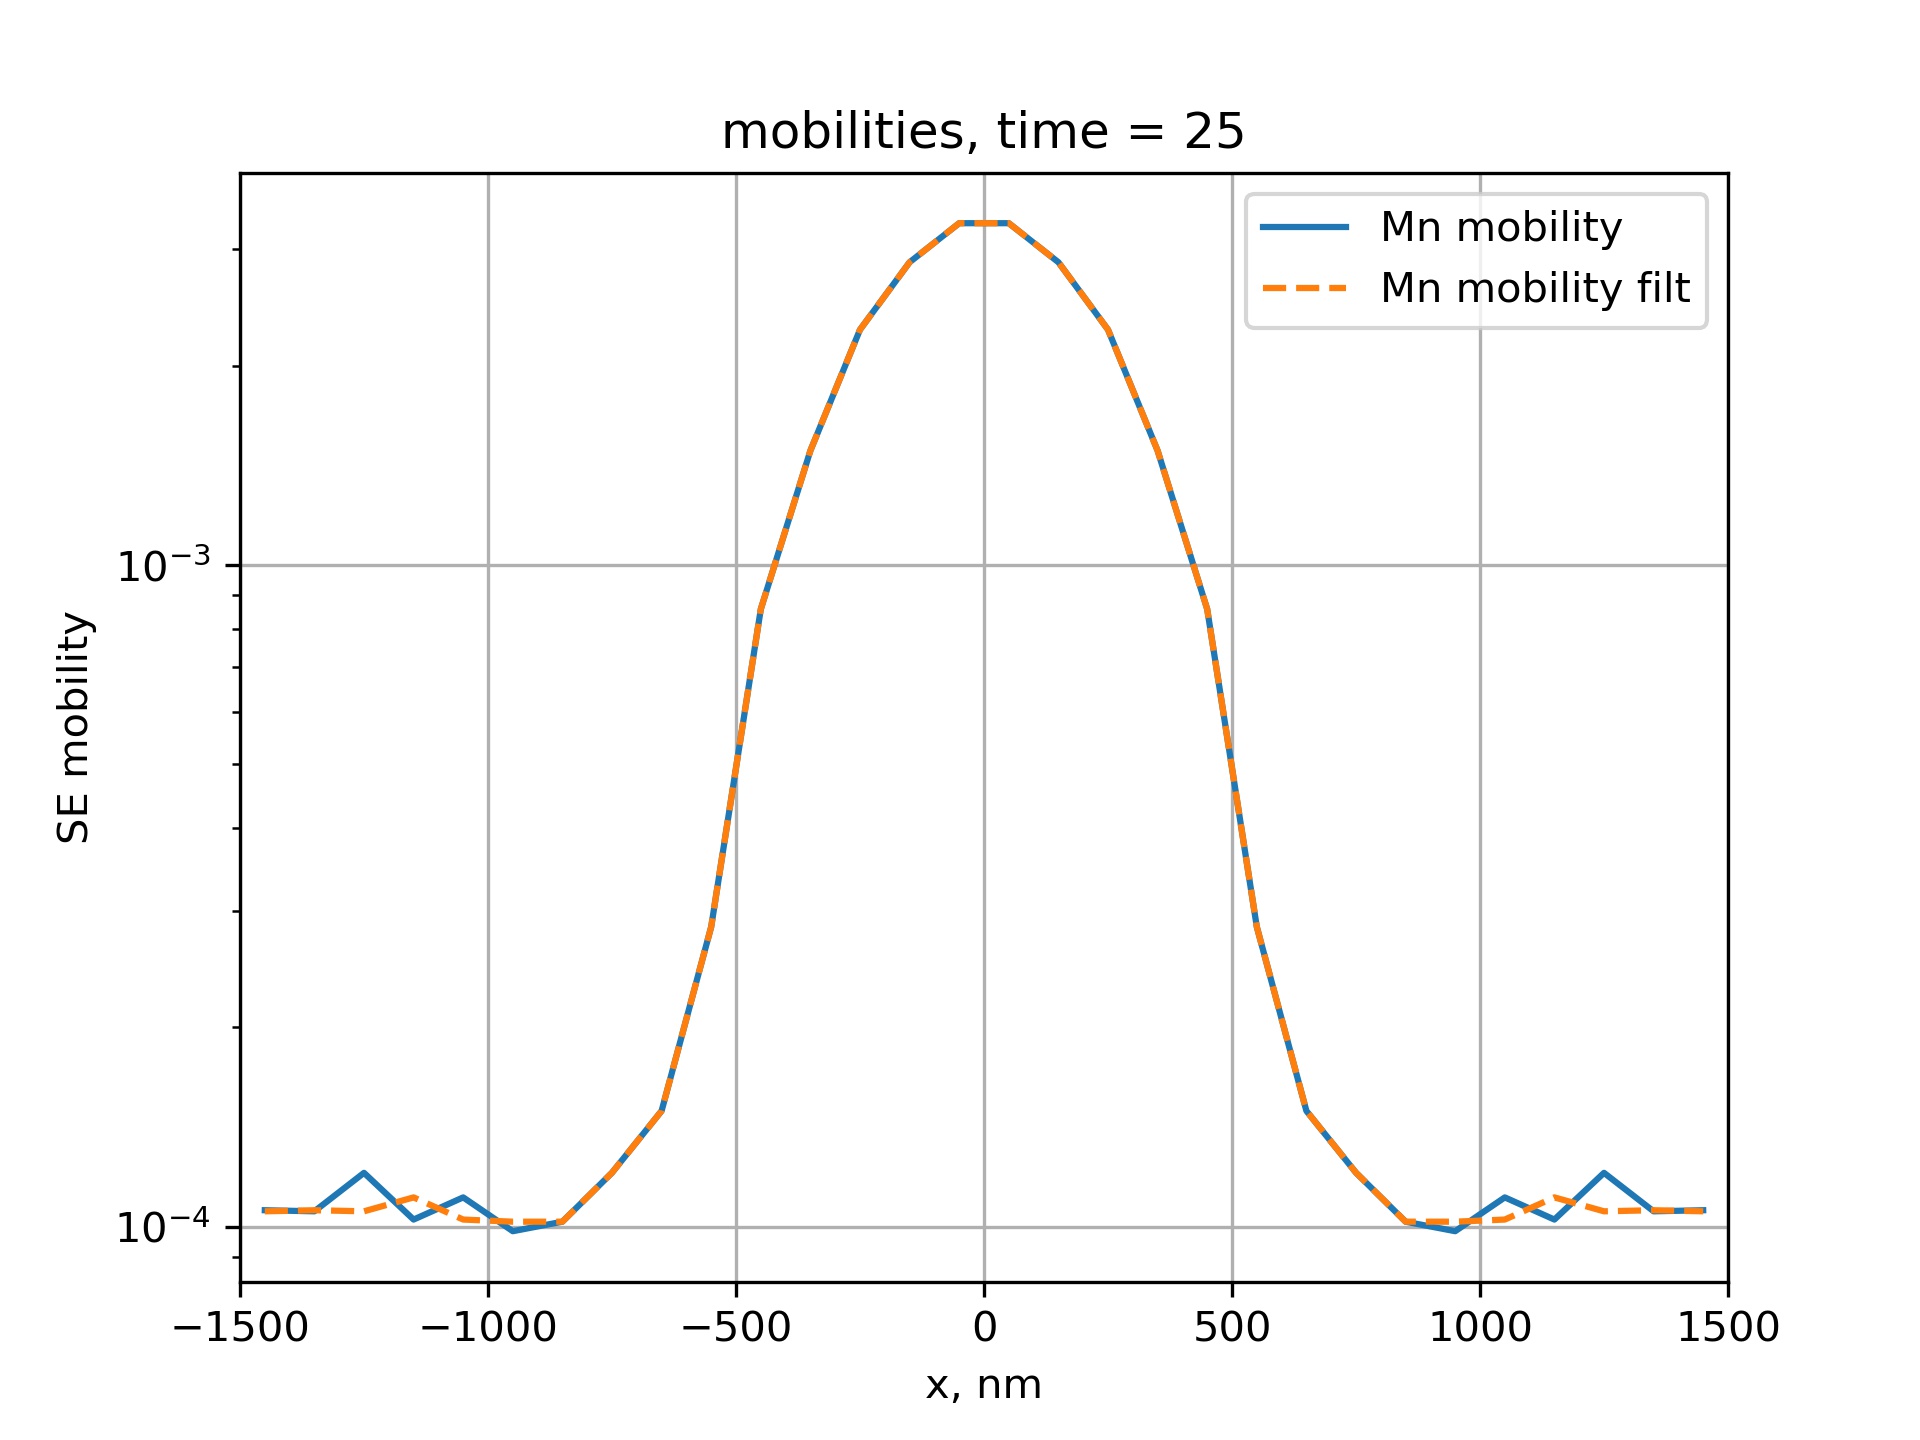 mobilities, time = 25
Mn mobility
Mn mobility filt
SE mobility
10⁻³
10⁻⁴
−1500 −1000 −500 0 500 1000 1500
x, nm